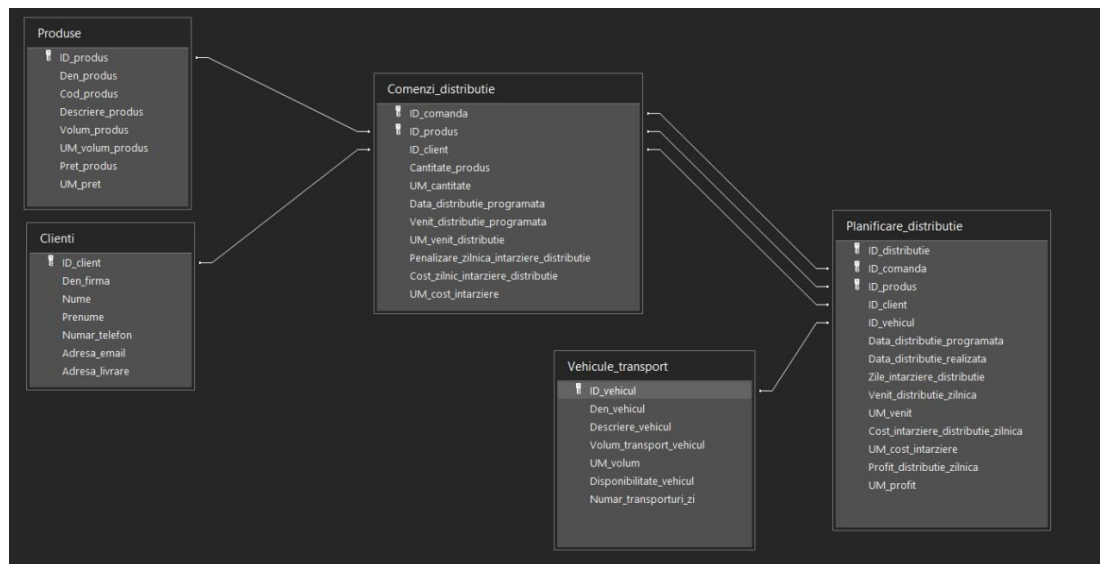 Produse
ID_produs
Den_produs
Cod_produs
Descriere_produs
Volum_produs
UM_volum_produs
Pret_produs
UM_pret
Clienti
ID_client
Den_firma
Nume
Prenume
Numar_telefon
Adresa_email
Adresa_livrare
Comenzi_distributie
ID_comanda
ID_produs
ID_client
Cantitate_produs
UM_cantitate
Data_distributie_programata
Venit_distributie_programata
UM_venit_distributie
Penalizare_zilnica_intarziere_distributie
Cost_zilnic_intarziere_distributie
UM_cost_intarziere
Vehicule_transport
ID_vehicul
Den_vehicul
Descriere_vehicul
Volum_transport_vehicul
UM_volum
Disponibilitate_vehicul
Numar_transporturi_zi
Planificare_distributie
ID_distributie
ID_comanda
ID_produs
ID_client
ID_vehicul
Data_distributie_programata
Data_distributie_realizata
Zile_intarziere_distributie
Venit_distributie_zilnica
UM_venit
Cost_intarziere_distributie_zilnica
UM_cost_intarziere
Profit_distributie_zilnica
UM_profit